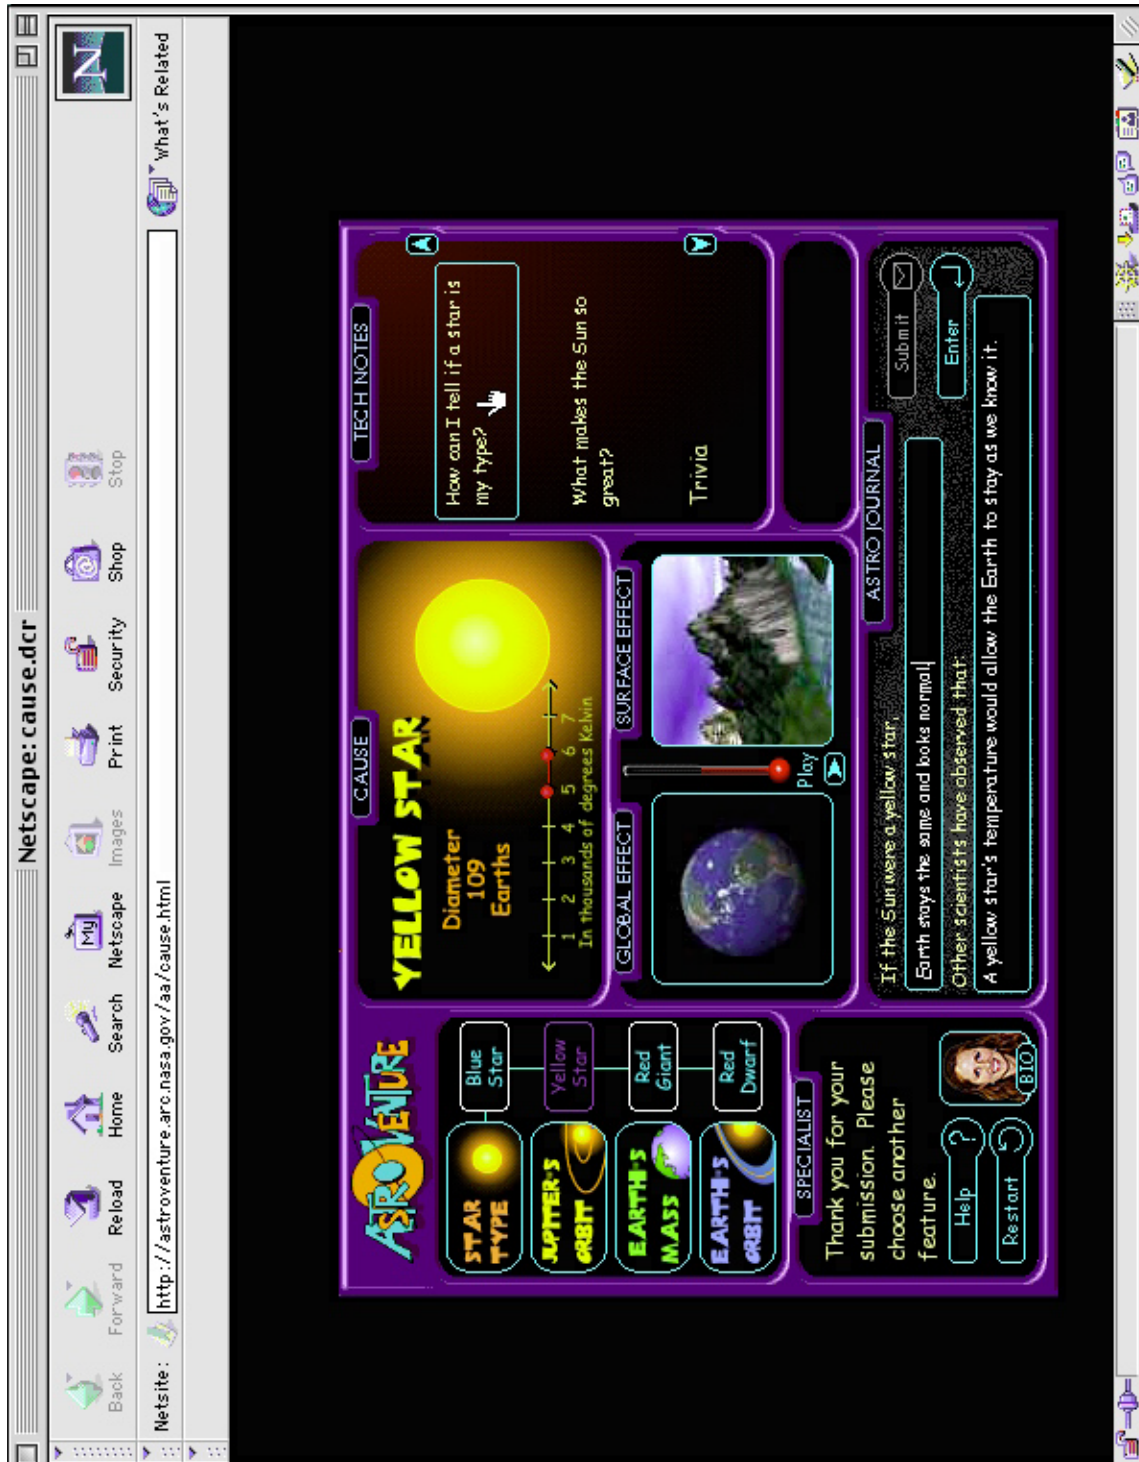 Netscape: cause.dcr
Back
Forward
Reload
Home
Search
My
Netscape
Images
Print
Security
Shop
Stop
N
Netsite:
http://astroventure.arc.nasa.gov/aa/cause.html
What's Related
ASTROVENTURE
STAR
TYPE
JUPITER'S
ORBIT
EARTH'S
MASS
EARTH'S
ORBIT
Blue
Star
Yellow
Star
Red
Giant
Red
Dwarf
CAUSE
YELLOW STAR
Diameter
109
Earths
1 2 3 4 5 6 7
In thousands of degrees Kelvin
TECH NOTES
How can I tell if a star is
my type?
What makes the Sun so
great?
Trivia
GLOBAL EFFECT
Play
SURFACE EFFECT
SPECIALIST
Thank you for your
submission. Please
choose another
feature.
Help ?
Restart
BIO
ASTRO JOURNAL
If the Sun were a yellow star,
Earth stays the same and looks normal
Other scientists have observed that:
A yellow star's temperature would allow the Earth to stay as we know it.
Submit
Enter